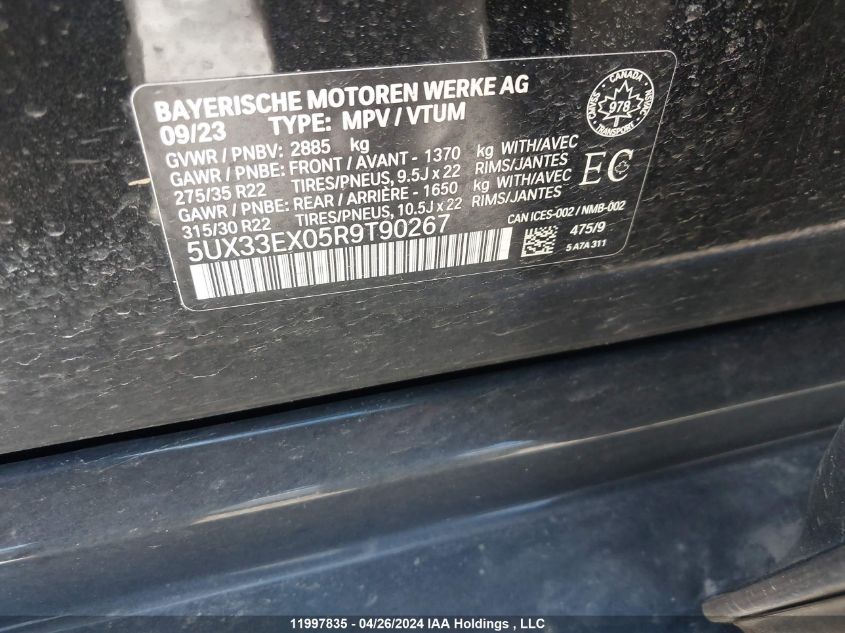 BAYERISCHE MOTOREN WERKE AG
09/23 TYPE: MPV / VTUM
GVWR / PNBV: 2885 kg
GAWR / PNBE: FRONT / AVANT - 1370 kg WITH/AVEC
275/35 R22 TIRES/PNEUS, 9.5J x 22 RIMS/JANTES
GAWR / PNBE: REAR / ARRIÈRE - 1650 kg WITH/AVEC
315/30 R22 TIRES/PNEUS, 10.5J x 22 RIMS/JANTES
5UX33EX05R9T90267
CANADA
CMVSS
978
NSVAC
TRANSPORT
EC
CAN ICES-002 / NMB-002
475/9
5 A7A 311
11997835 - 04/26/2024 IAA Holdings , LLC